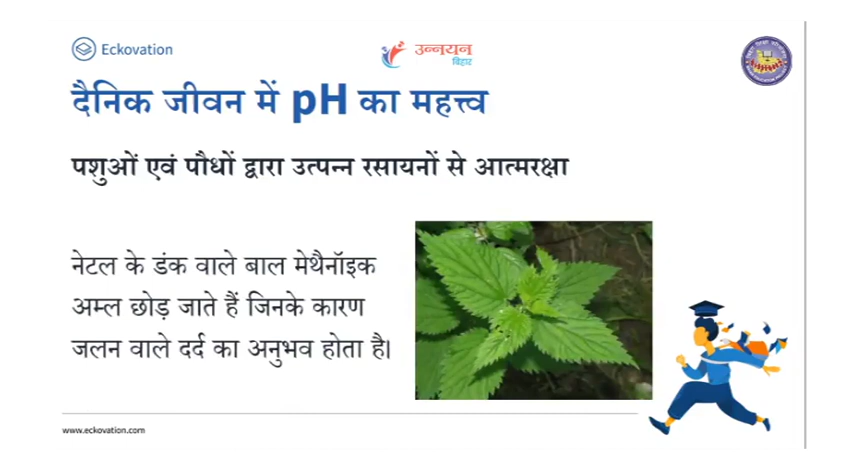 Eckovation
उन्नयन
बिहार
दैनिक जीवन में pH का महत्त्व
पशुओं एवं पौधों द्वारा उत्पन्न रसायनों से आत्मरक्षा
नेटल के डंक वाले बाल मेथैनॉइक
अम्ल छोड़ जाते हैं जिनके कारण
जलन वाले दर्द का अनुभव होता है।
www.eckovation.com